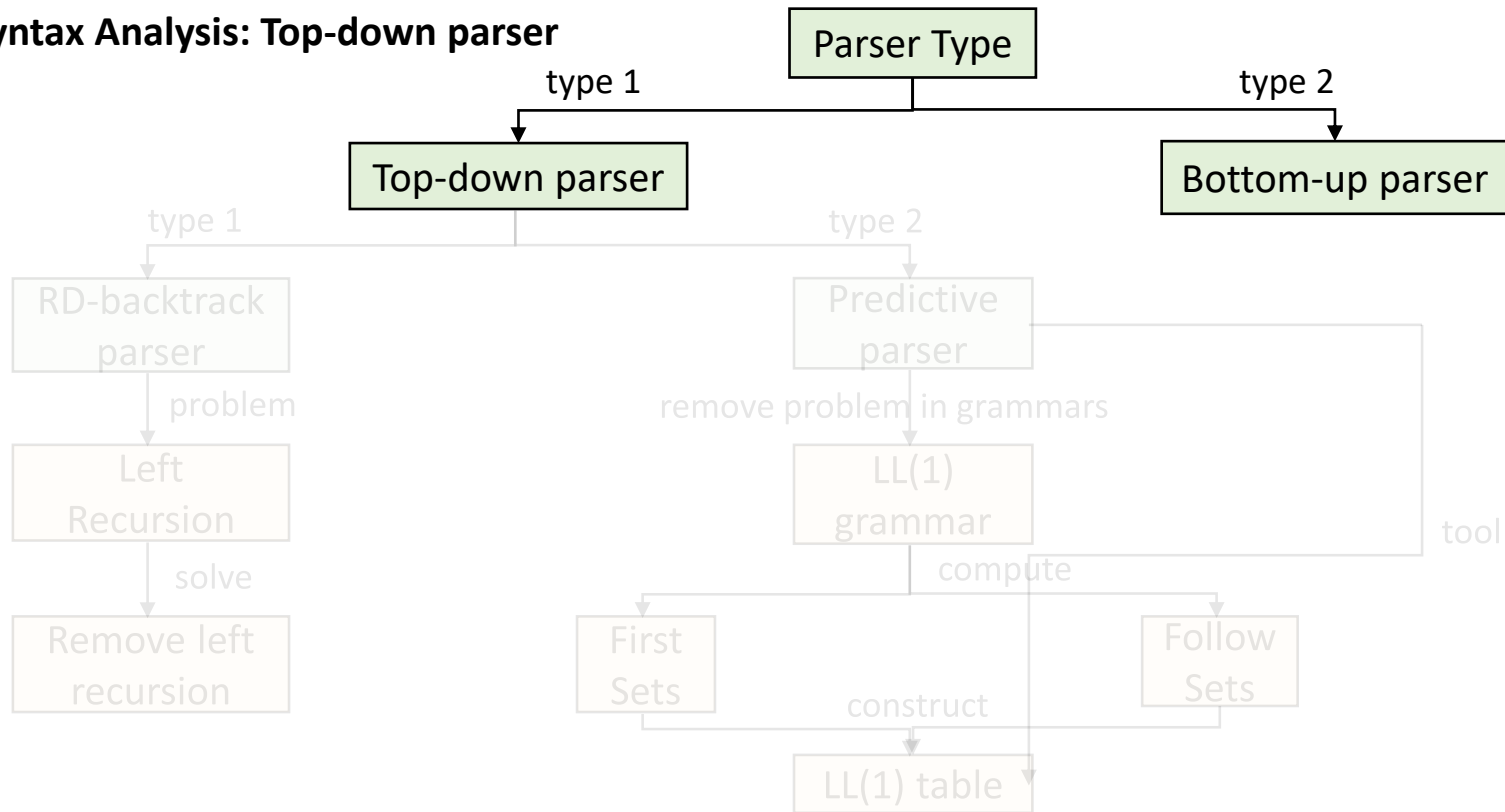 yntax Analysis: Top-down parser
Parser Type
type 1
type 2
Top-down parser
Bottom-up parser
type 1
type 2
RD-backtrack
parser
Predictive
parser
problem
remove problem in grammars
Left
Recursion
LL(1)
grammar
tool
solve
compute
Remove left
recursion
First
Sets
Follow
Sets
construct
LL(1) table